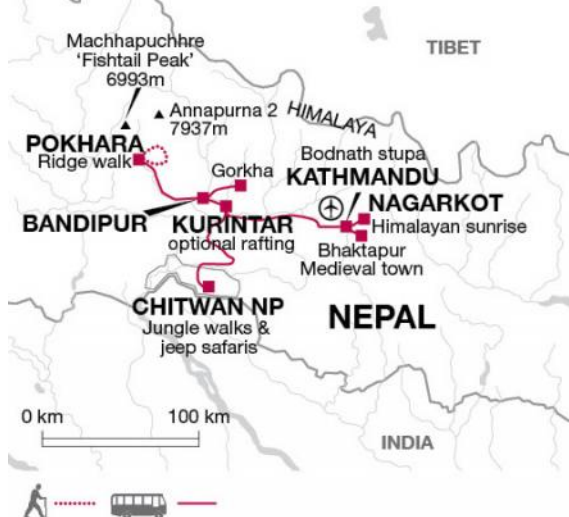 Machhapuchhre
'Fishtail Peak'
6993m
TIBET
Annapurna 2
7937m
HIMALAYA
POKHARA
Ridge walk
Gorkha
Bodnath stupa
KATHMANDU
NAGARKOT
Himalayan sunrise
BANDIPUR
KURINTAR
optional rafting
Bhaktapur
Medieval town
CHITWAN NP
Jungle walks &
jeep safaris
NEPAL
0 km 100 km
INDIA